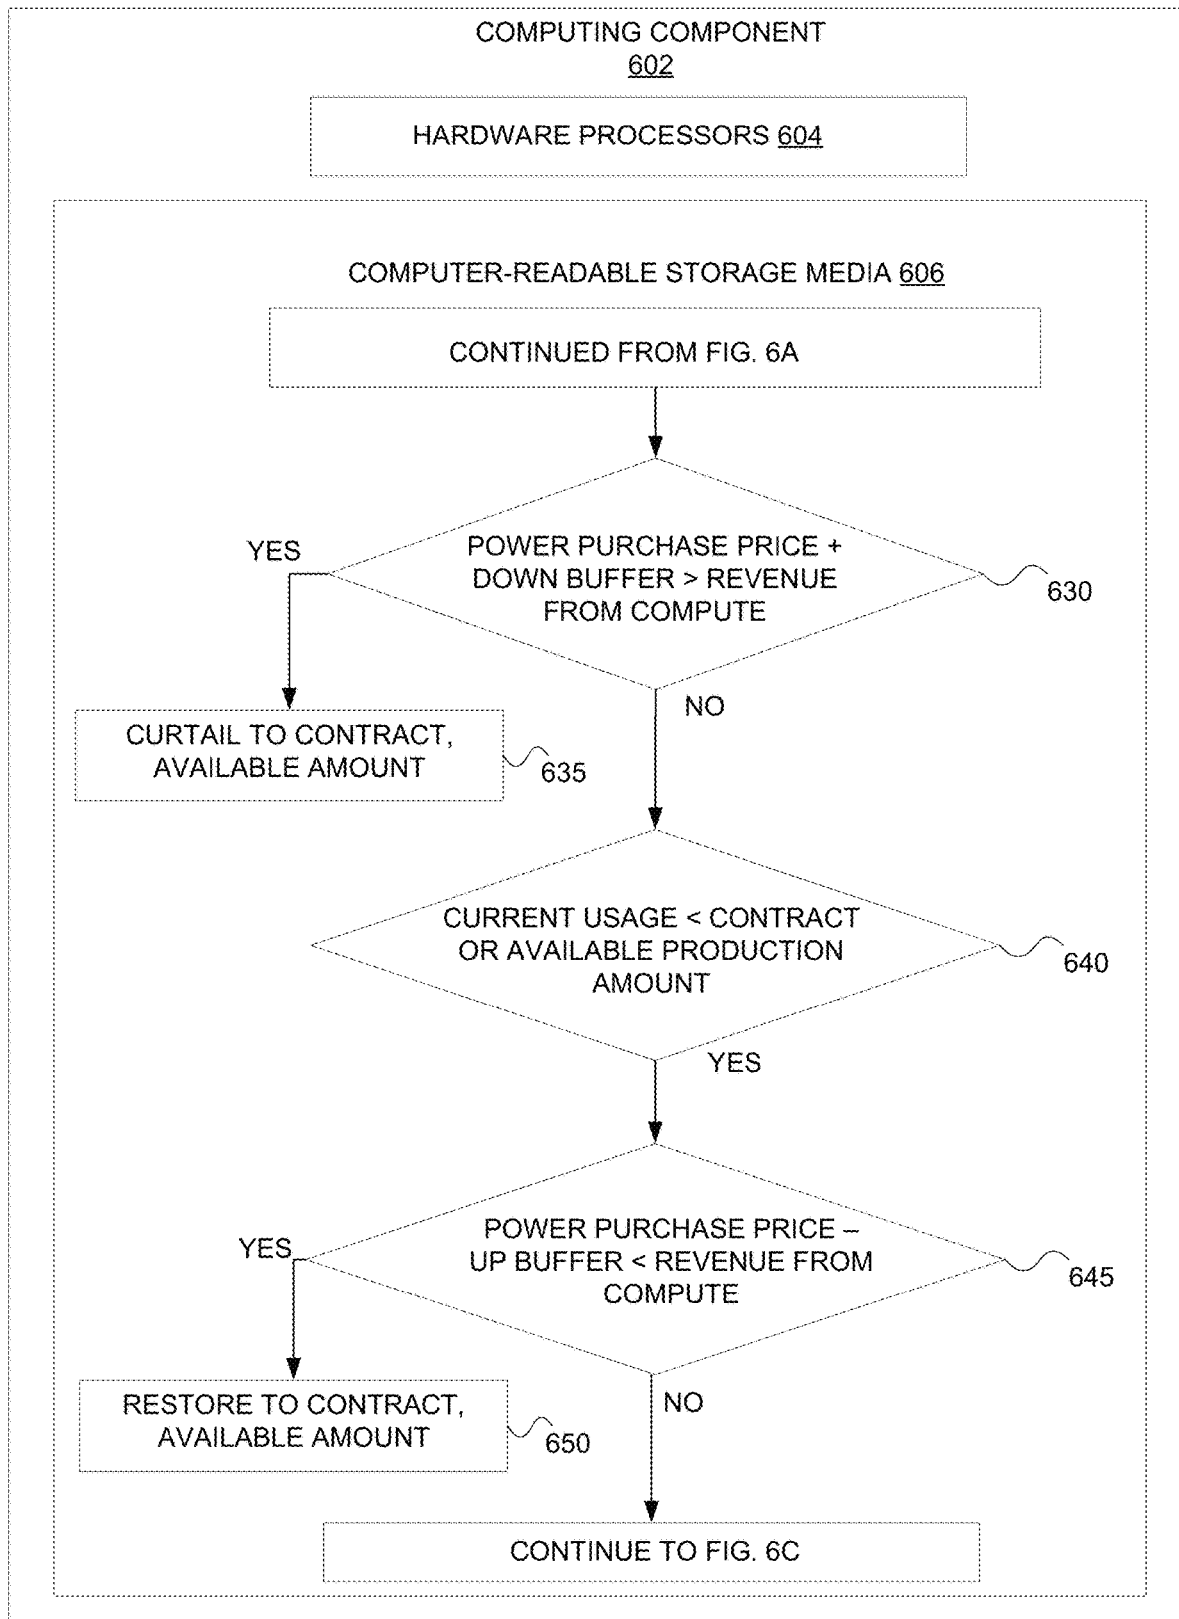 COMPUTING COMPONENT
602
HARDWARE PROCESSORS 604
COMPUTER-READABLE STORAGE MEDIA 606
CONTINUED FROM FIG. 6A
POWER PURCHASE PRICE +
DOWN BUFFER > REVENUE
FROM COMPUTE
630
YES
NO
CURTAIL TO CONTRACT,
AVAILABLE AMOUNT
635
CURRENT USAGE < CONTRACT
OR AVAILABLE PRODUCTION
AMOUNT
640
YES
POWER PURCHASE PRICE –
UP BUFFER < REVENUE FROM
COMPUTE
645
YES
NO
RESTORE TO CONTRACT,
AVAILABLE AMOUNT
650
CONTINUE TO FIG. 6C